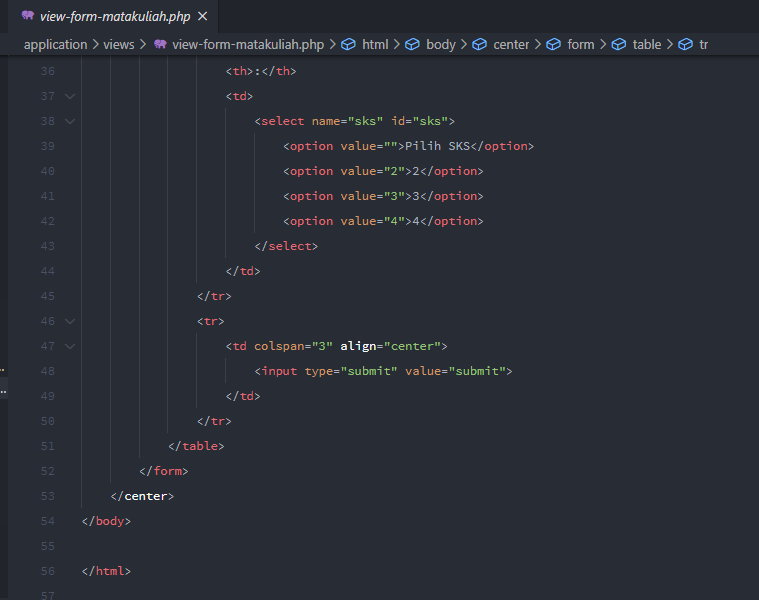 view-form-matakuliah.php
application > views > view-form-matakuliah.php > html > body > center > form > table > tr
36 <th>:</th>
37 <td>
38 <select name="sks" id="sks">
39 <option value="">Pilih SKS</option>
40 <option value="2">2</option>
41 <option value="3">3</option>
42 <option value="4">4</option>
43 </select>
44 </td>
45 </tr>
46 <tr>
47 <td colspan="3" align="center">
48 <input type="submit" value="submit">
49 </td>
50 </tr>
51 </table>
52 </form>
53 </center>
54 </body>
55
56 </html>
57